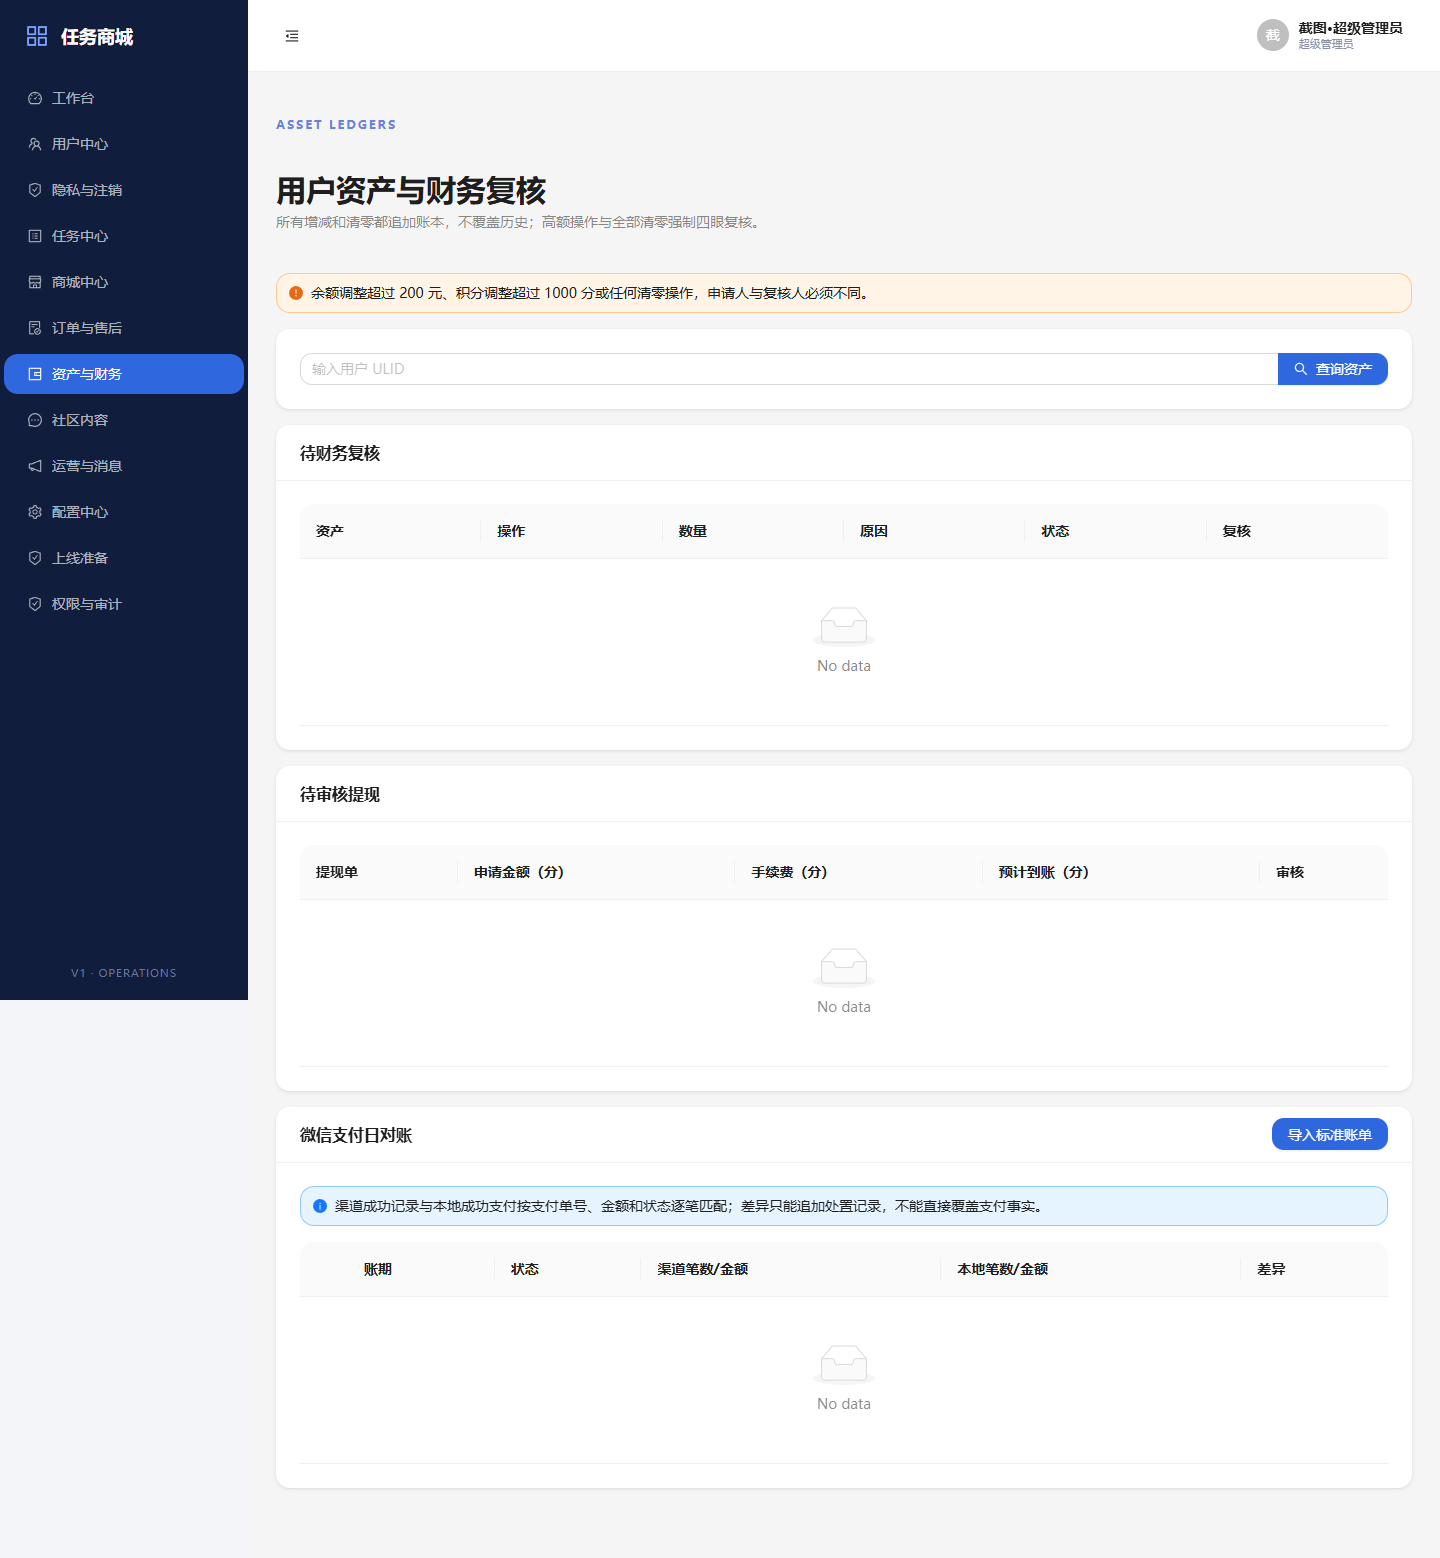 任务商城
截
截图•超级管理员
超级管理员
工作台
用户中心
隐私与注销
任务中心
商城中心
订单与售后
资产与财务
社区内容
运营与消息
配置中心
上线准备
权限与审计
V1 · OPERATIONS
ASSET LEDGERS
用户资产与财务复核
所有增减和清零都追加账本，不覆盖历史；高额操作与全部清零强制四眼复核。
余额调整超过 200 元、积分调整超过 1000 分或任何清零操作，申请人与复核人必须不同。
输入用户 ULID
查询资产
待财务复核
资产 操作 数量 原因 状态 复核
No data
待审核提现
提现单 申请金额（分） 手续费（分） 预计到账（分） 审核
No data
微信支付日对账
导入标准账单
渠道成功记录与本地成功支付按支付单号、金额和状态逐笔匹配；差异只能追加处置记录，不能直接覆盖支付事实。
账期 状态 渠道笔数/金额 本地笔数/金额 差异
No data